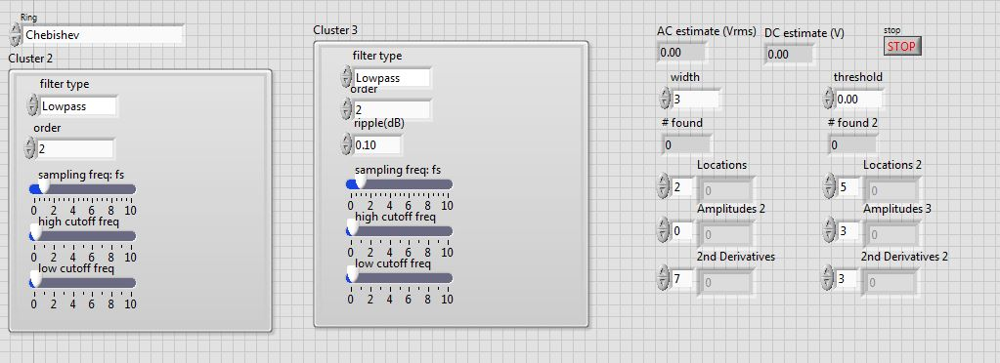 Ring
Chebishev
Cluster 2
filter type
Lowpass
order
2
sampling freq: fs
0 2 4 6 8 10
high cutoff freq
0 2 4 6 8 10
low cutoff freq
0 2 4 6 8 10
Cluster 3
filter type
Lowpass
order
2
ripple(dB)
0.10
sampling freq: fs
0 2 4 6 8 10
high cutoff freq
0 2 4 6 8 10
low cutoff freq
0 2 4 6 8 10
AC estimate (Vrms)
0.00
DC estimate (V)
0.00
stop
STOP
width
3
threshold
0.00
# found
0
# found 2
0
Locations
2 0
Locations 2
5 0
Amplitudes 2
0 0
Amplitudes 3
3 0
2nd Derivatives
7 0
2nd Derivatives 2
3 0